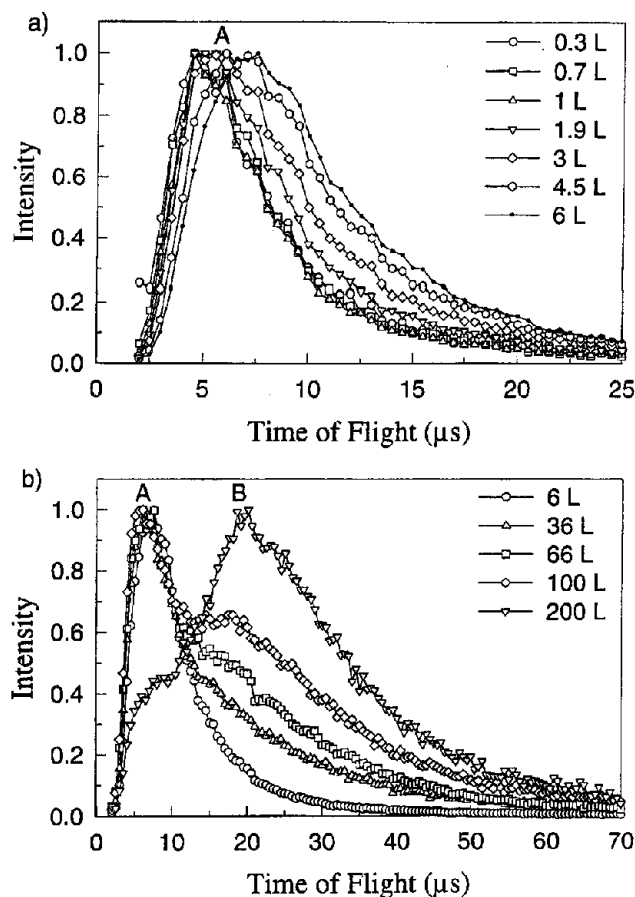 a)
A
1.0
0.8
0.6
0.4
0.2
0.0
Intensity
0.3 L
0.7 L
1 L
1.9 L
3 L
4.5 L
6 L
0 5 10 15 20 25
Time of Flight (μs)
b)
A B
1.0
0.8
0.6
0.4
0.2
0.0
Intensity
6 L
36 L
66 L
100 L
200 L
0 10 20 30 40 50 60 70
Time of Flight (μs)